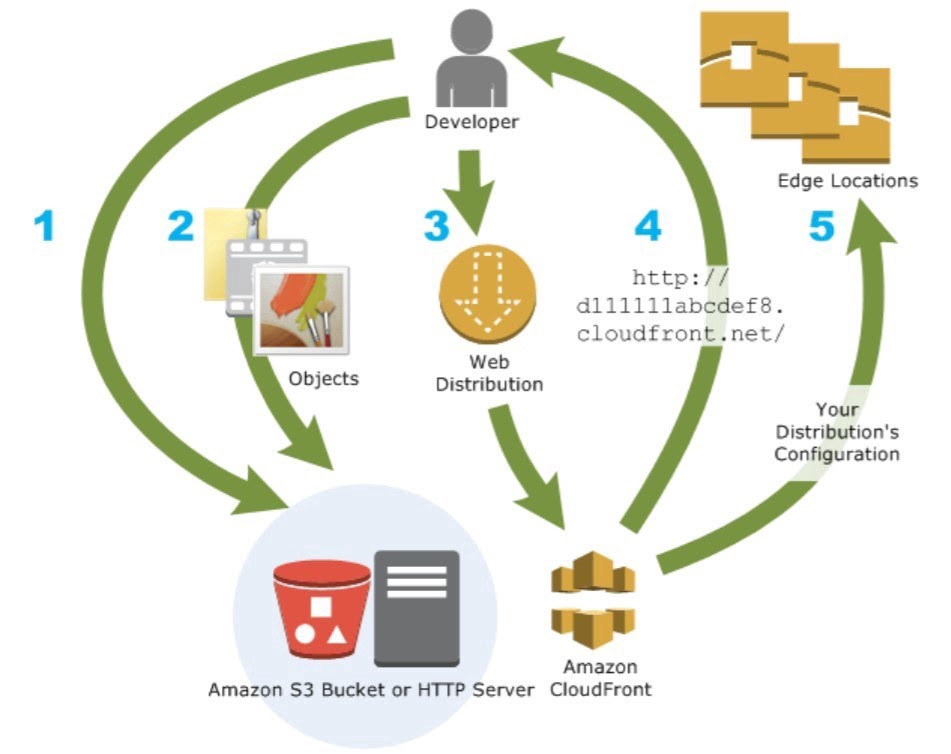 Developer
Edge Locations
1
2
3
4
5
http://
d111111abcdef8.
cloudfront.net/
Objects
Web
Distribution
Your
Distribution's
Configuration
Amazon S3 Bucket or HTTP Server
Amazon
CloudFront